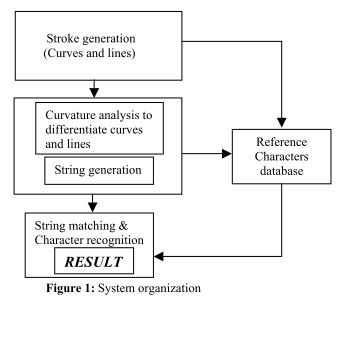 Stroke generation
(Curves and lines)
Curvature analysis to
differentiate curves
and lines
String generation
Reference
Characters
database
String matching &
Character recognition
RESULT
Figure 1: System organization